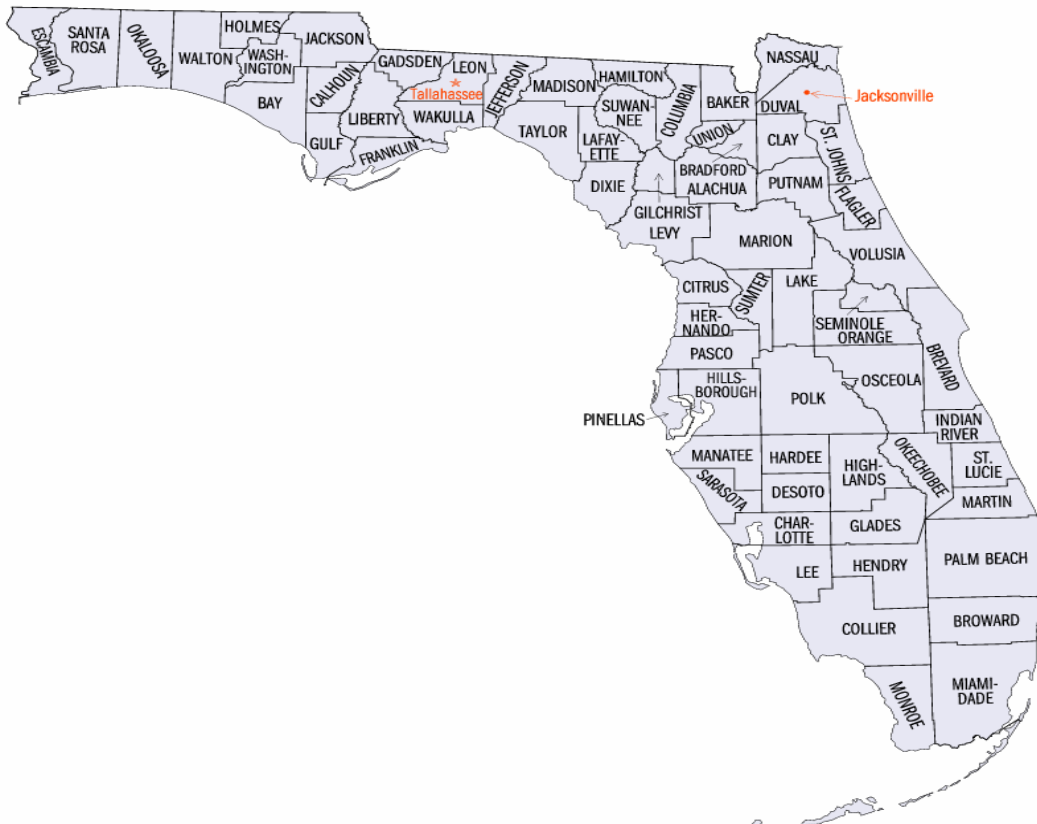 ESCAMBIA
SANTA
ROSA
OKALOOSA
WALTON
HOLMES
WASH-
INGTON
JACKSON
BAY
CALHOUN
GULF
GADSDEN
LIBERTY
FRANKLIN
LEON
Tallahassee
WAKULLA
JEFFERSON
MADISON
TAYLOR
HAMILTON
SUWAN-
NEE
LAFAY-
ETTE
DIXIE
COLUMBIA
BAKER
UNION
BRADFORD
ALACHUA
GILCHRIST
LEVY
NASSAU
DUVAL
Jacksonville
CLAY
ST. JOHNS
PUTNAM
FLAGLER
MARION
VOLUSIA
CITRUS
SUMTER
LAKE
HER-
NANDO
SEMINOLE
ORANGE
PASCO
BREVARD
HILLS-
BOROUGH
POLK
OSCEOLA
PINELLAS
INDIAN
RIVER
MANATEE
HARDEE
HIGH-
LANDS
OKEECHOBEE
ST.
LUCIE
SARASOTA
DESOTO
MARTIN
CHAR-
LOTTE
GLADES
LEE
HENDRY
PALM BEACH
COLLIER
BROWARD
MONROE
MIAMI-
DADE